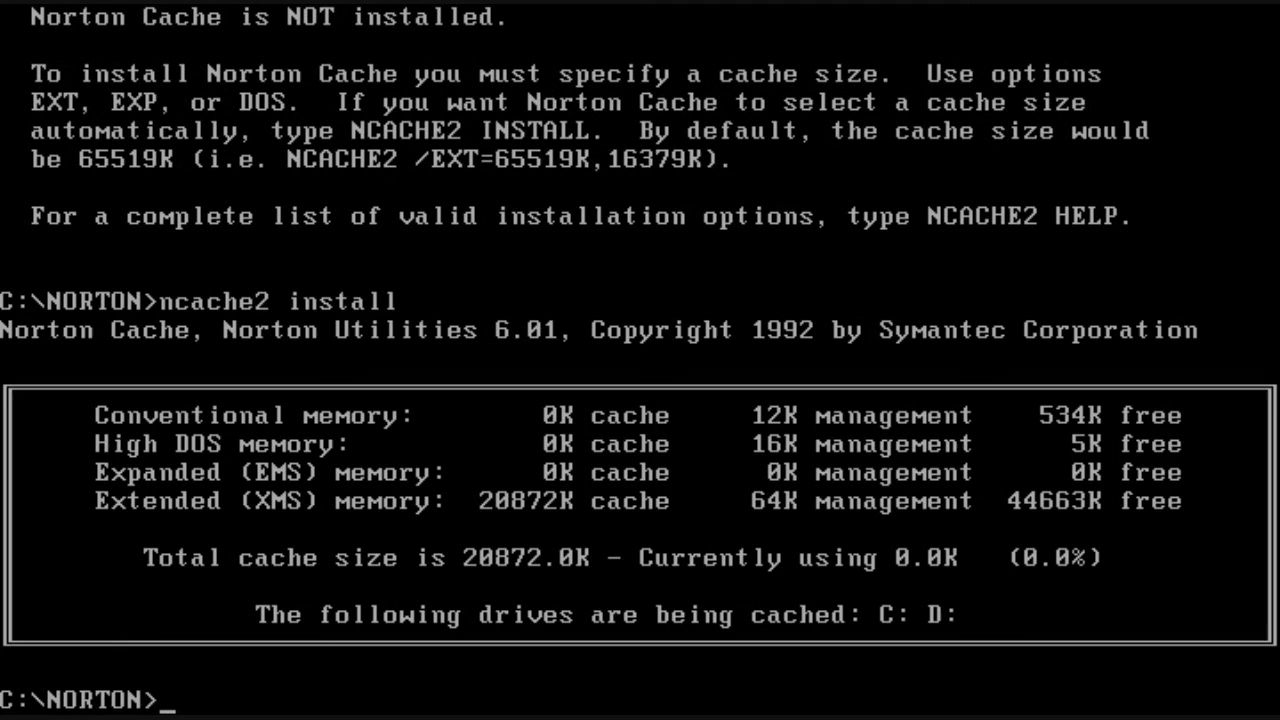 Norton Cache is NOT installed.
To install Norton Cache you must specify a cache size.  Use options
EXT, EXP, or DOS.  If you want Norton Cache to select a cache size
automatically, type NCACHE2 INSTALL.  By default, the cache size would
be 65519K (i.e. NCACHE2 /EXT=65519K,16379K).
For a complete list of valid installation options, type NCACHE2 HELP.
C:\NORTON>ncache2 install
Norton Cache, Norton Utilities 6.01, Copyright 1992 by Symantec Corporation
Conventional memory: 0K cache 12K management 534K free
High DOS memory: 0K cache 16K management 5K free
Expanded (EMS) memory: 0K cache 0K management 0K free
Extended (XMS) memory: 20872K cache 64K management 44663K free
Total cache size is 20872.0K - Currently using 0.0K (0.0%)
The following drives are being cached: C: D:
C:\NORTON>_